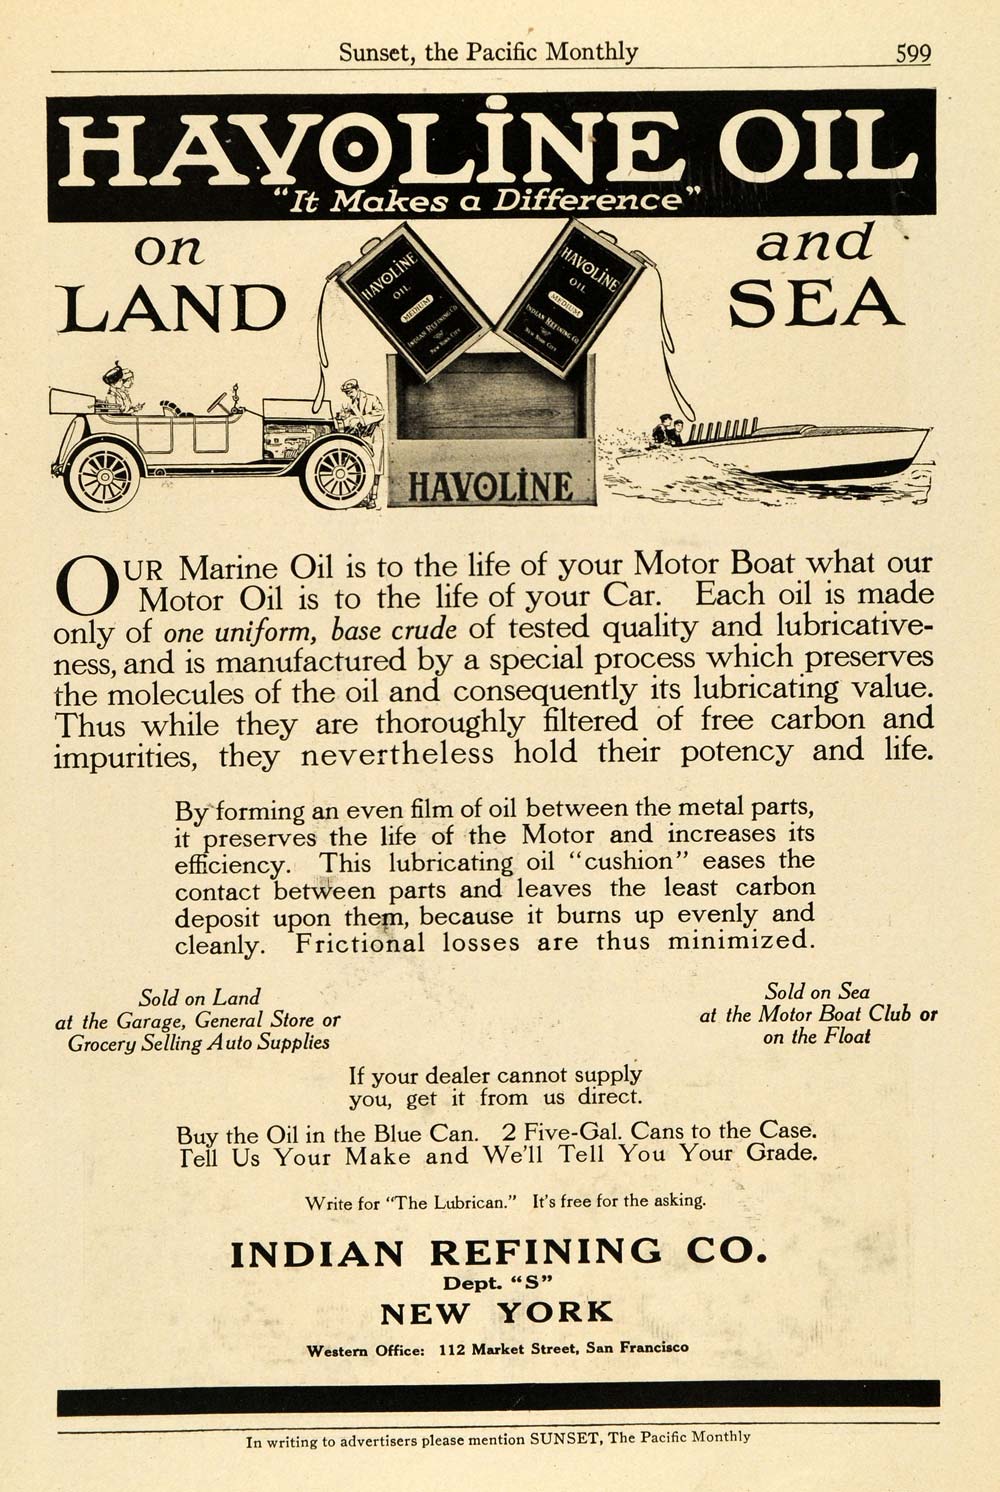 Sunset, the Pacific Monthly 599
HAVOLINE OIL
"It Makes a Difference"
on
LAND
and
SEA
HAVOLINE
OIL
MEDIUM
INDIAN REFINING CO
NEW YORK CITY
HAVOLINE
OIL
MEDIUM
INDIAN REFINING CO
NEW YORK CITY
HAVOLINE
OUR Marine Oil is to the life of your Motor Boat what our
Motor Oil is to the life of your Car. Each oil is made
only of one uniform, base crude of tested quality and lubricative-
ness, and is manufactured by a special process which preserves
the molecules of the oil and consequently its lubricating value.
Thus while they are thoroughly filtered of free carbon and
impurities, they nevertheless hold their potency and life.
By forming an even film of oil between the metal parts,
it preserves the life of the Motor and increases its
efficiency. This lubricating oil "cushion" eases the
contact between parts and leaves the least carbon
deposit upon them, because it burns up evenly and
cleanly. Frictional losses are thus minimized.
Sold on Land
at the Garage, General Store or
Grocery Selling Auto Supplies
Sold on Sea
at the Motor Boat Club or
on the Float
If your dealer cannot supply
you, get it from us direct.
Buy the Oil in the Blue Can. 2 Five-Gal. Cans to the Case.
Tell Us Your Make and We'll Tell You Your Grade.
Write for "The Lubrican." It's free for the asking.
INDIAN REFINING CO.
Dept. "S"
NEW YORK
Western Office: 112 Market Street, San Francisco
In writing to advertisers please mention SUNSET, The Pacific Monthly